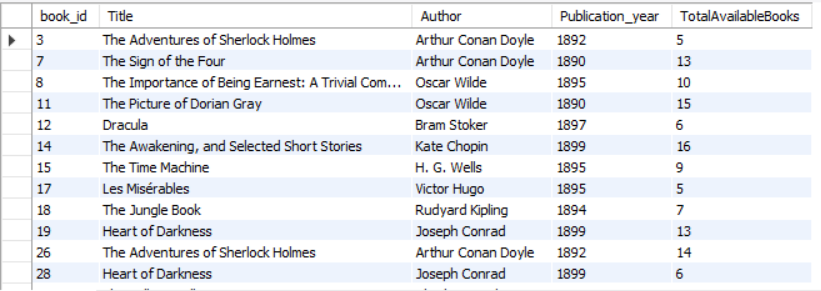 book_id Title Author Publication_year TotalAvailableBooks
3 The Adventures of Sherlock Holmes Arthur Conan Doyle 1892 5
7 The Sign of the Four Arthur Conan Doyle 1890 13
8 The Importance of Being Earnest: A Trivial Com... Oscar Wilde 1895 10
11 The Picture of Dorian Gray Oscar Wilde 1890 15
12 Dracula Bram Stoker 1897 6
14 The Awakening, and Selected Short Stories Kate Chopin 1899 16
15 The Time Machine H. G. Wells 1895 9
17 Les Misérables Victor Hugo 1895 5
18 The Jungle Book Rudyard Kipling 1894 7
19 Heart of Darkness Joseph Conrad 1899 13
26 The Adventures of Sherlock Holmes Arthur Conan Doyle 1892 14
28 Heart of Darkness Joseph Conrad 1899 6